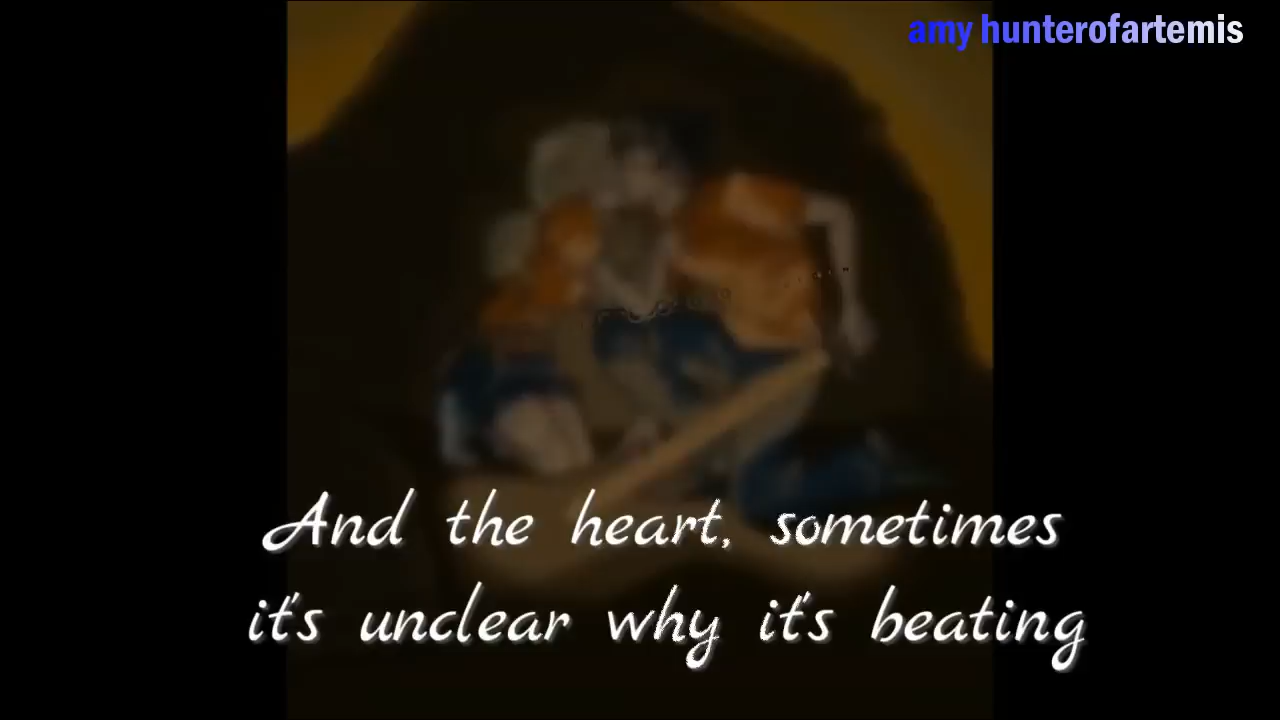 amy hunterofartemis
And the heart, sometimes
it's unclear why it's beating